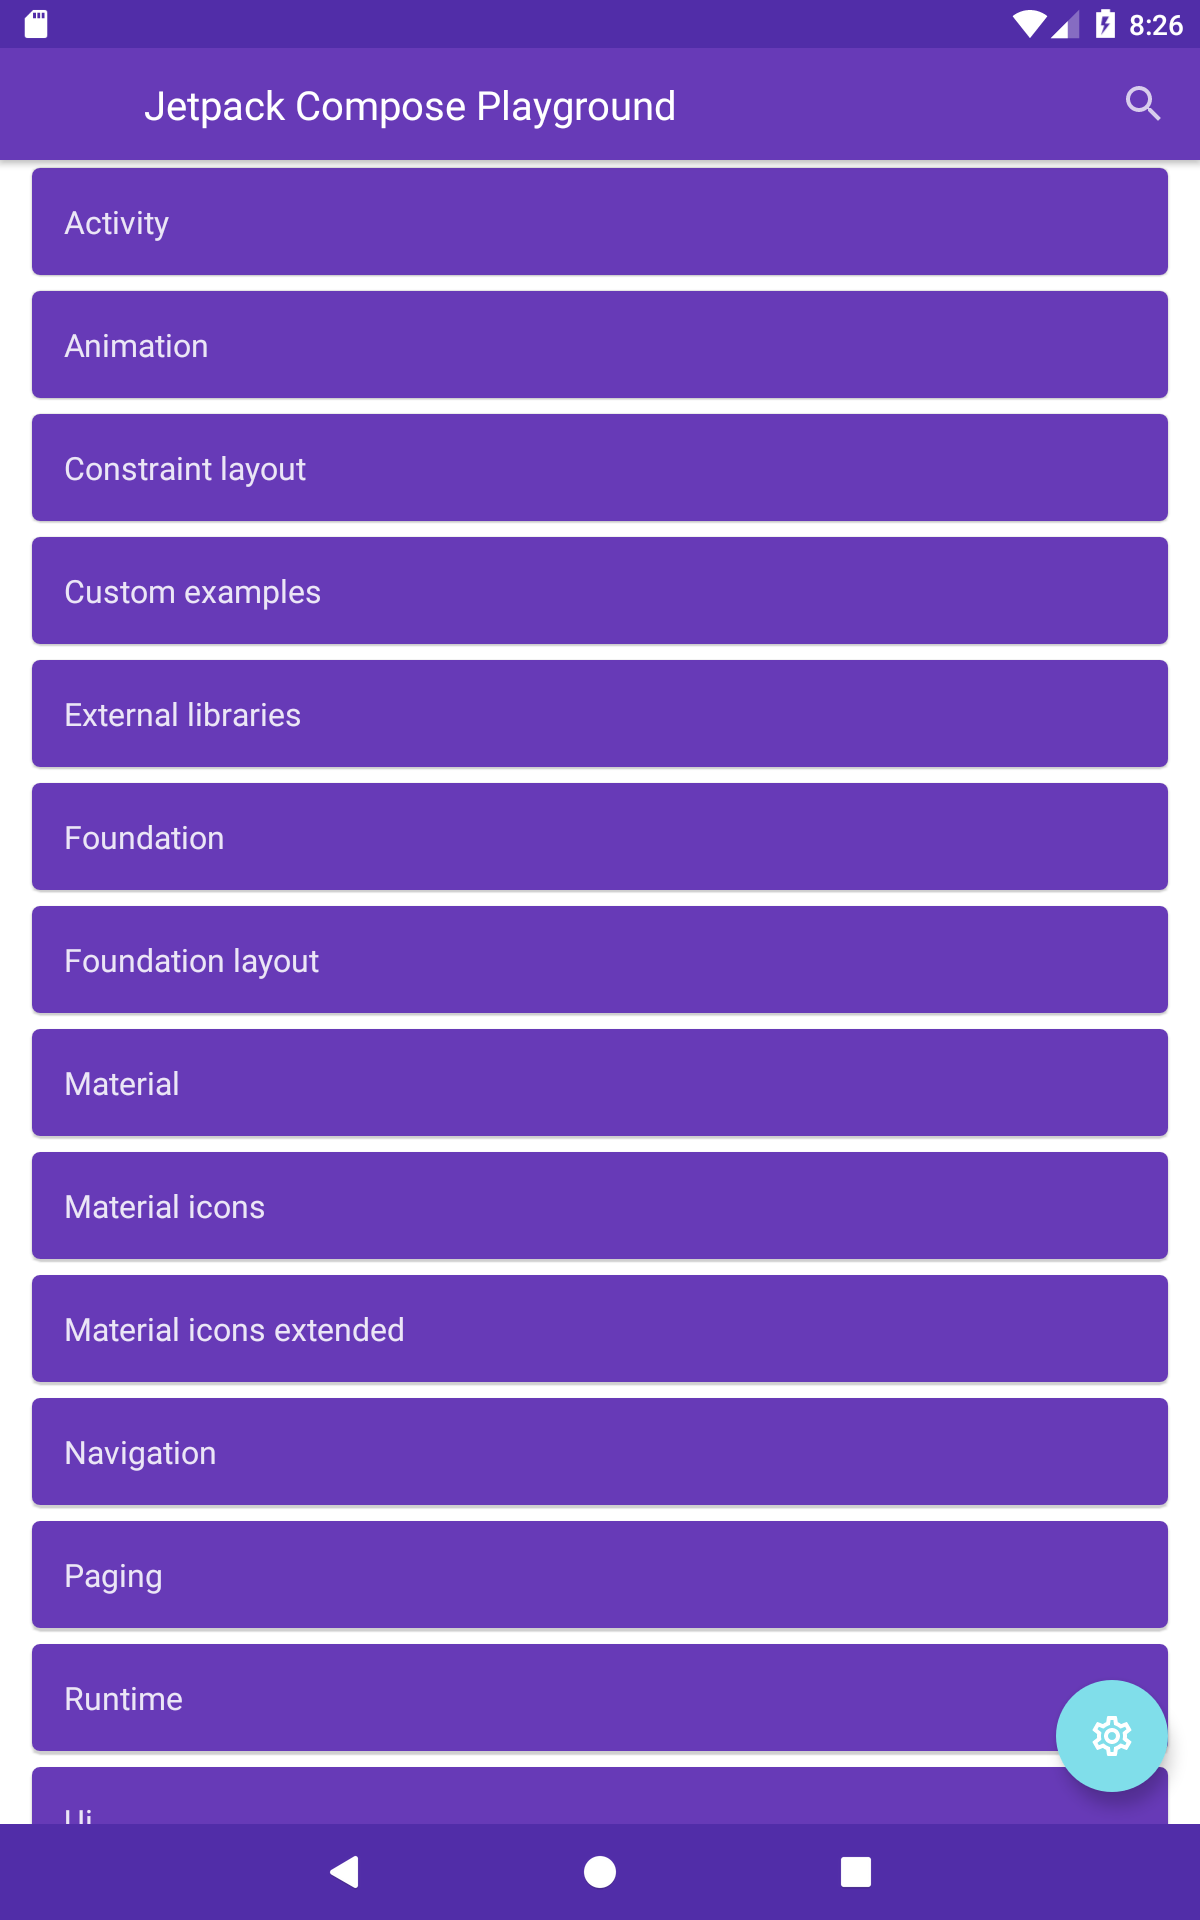 8:26
Jetpack Compose Playground
Activity
Animation
Constraint layout
Custom examples
External libraries
Foundation
Foundation layout
Material
Material icons
Material icons extended
Navigation
Paging
Runtime
Ui